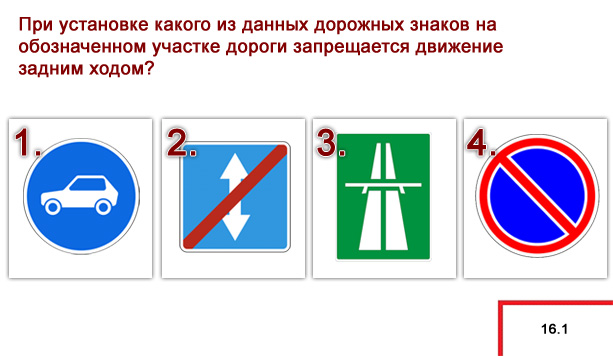 При установке какого из данных дорожных знаков на
обозначенном участке дороги запрещается движение
задним ходом?
1.
2.
3.
4.
16.1